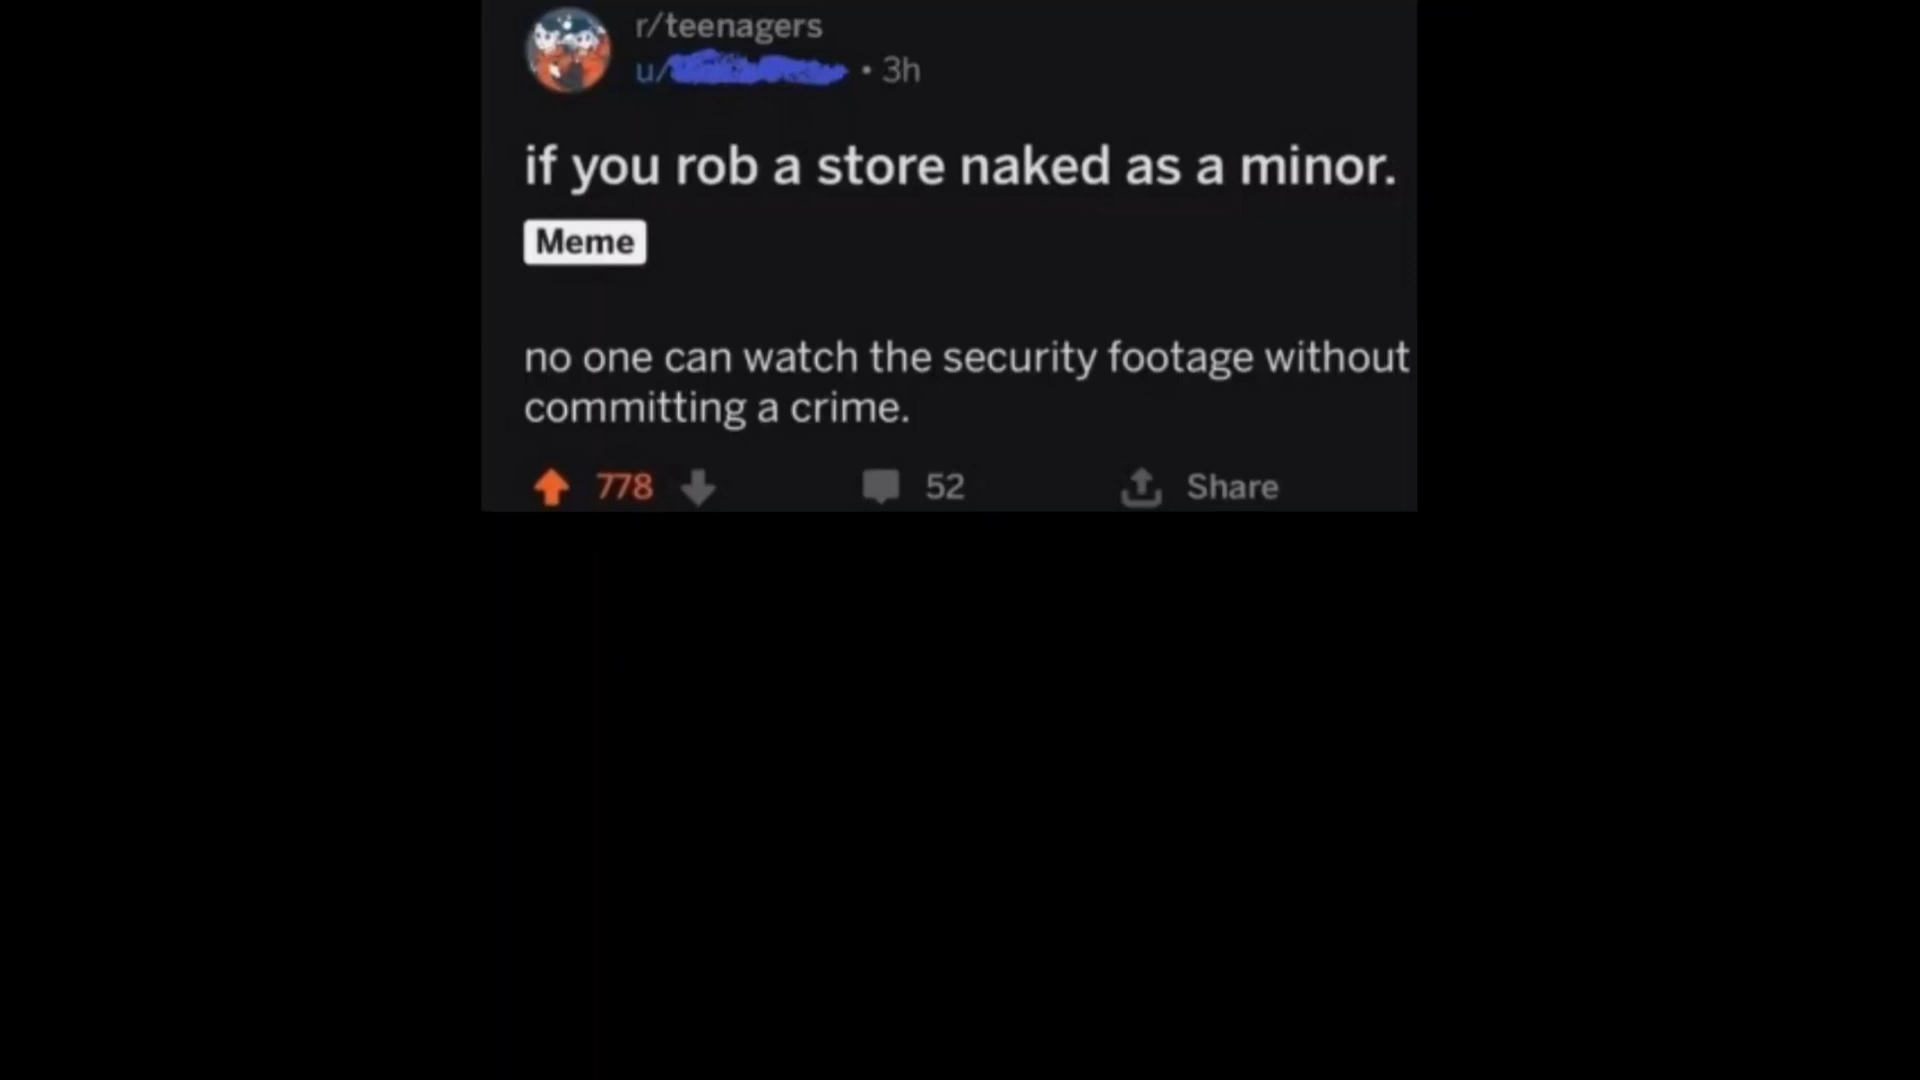 r/teenagers
u/ • 3h
if you rob a store naked as a minor.
Meme
no one can watch the security footage without
committing a crime.
778 52 Share